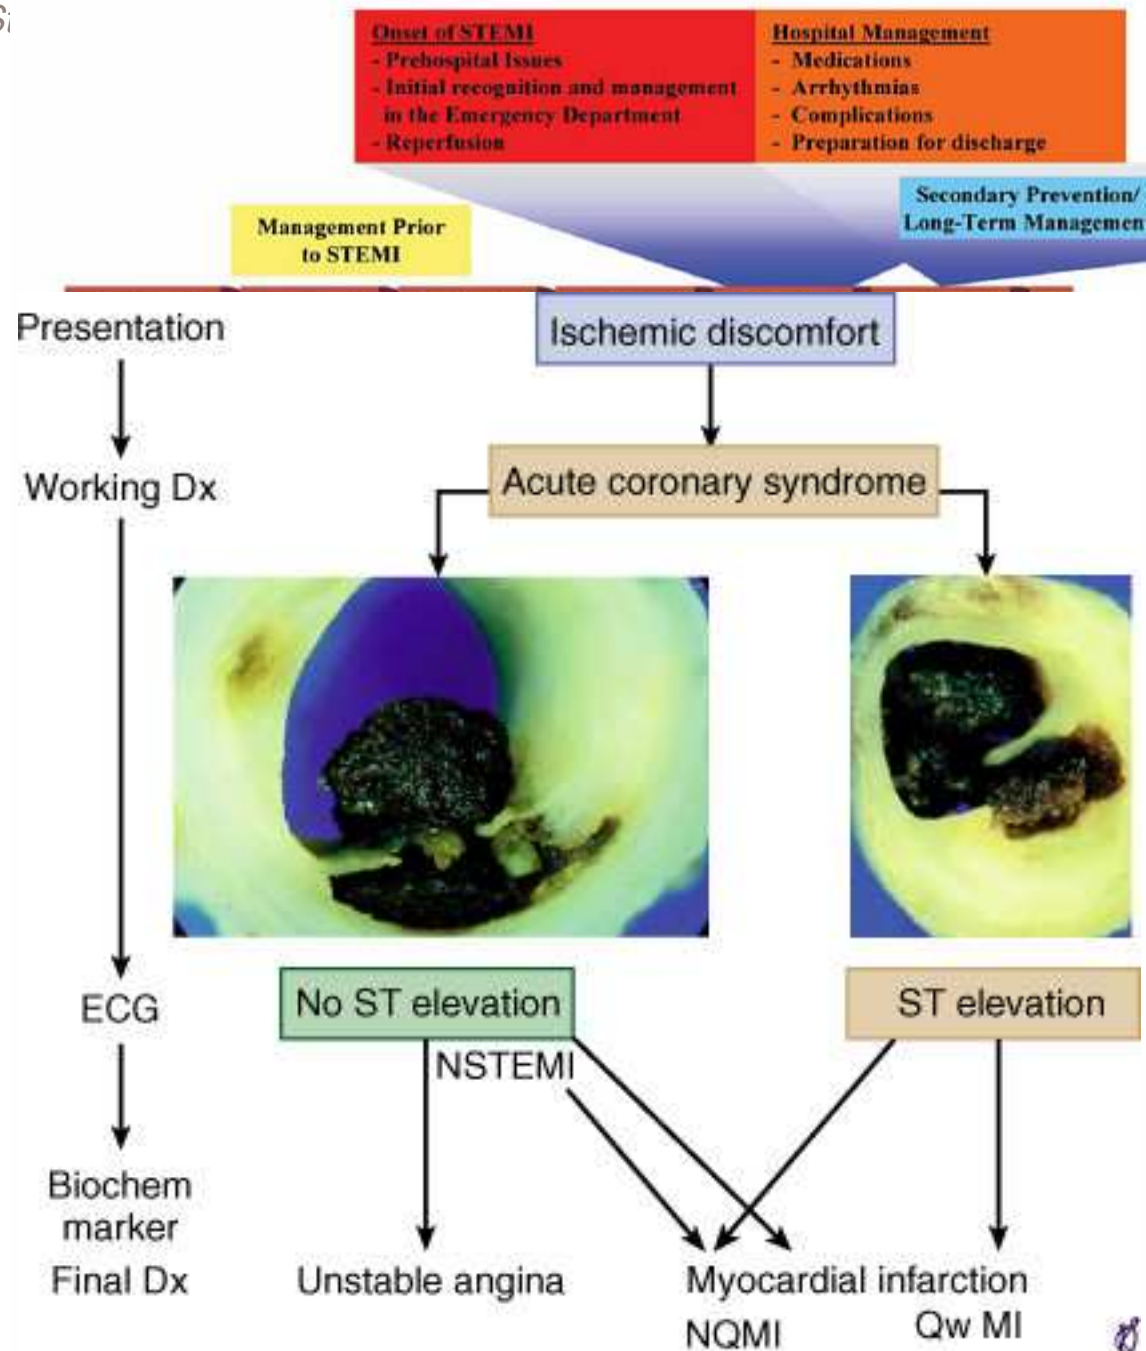 Onset of STEMI
- Prehospital Issues
- Initial recognition and management
in the Emergency Department
- Reperfusion
Hospital Management
- Medications
- Arrhythmias
- Complications
- Preparation for discharge
Secondary Prevention/
Long-Term Managemen
Management Prior
to STEMI
Presentation
Ischemic discomfort
Working Dx
Acute coronary syndrome
ECG
No ST elevation
ST elevation
NSTEMI
Biochem
marker
Final Dx
Unstable angina
Myocardial infarction
NQMI
Qw MI